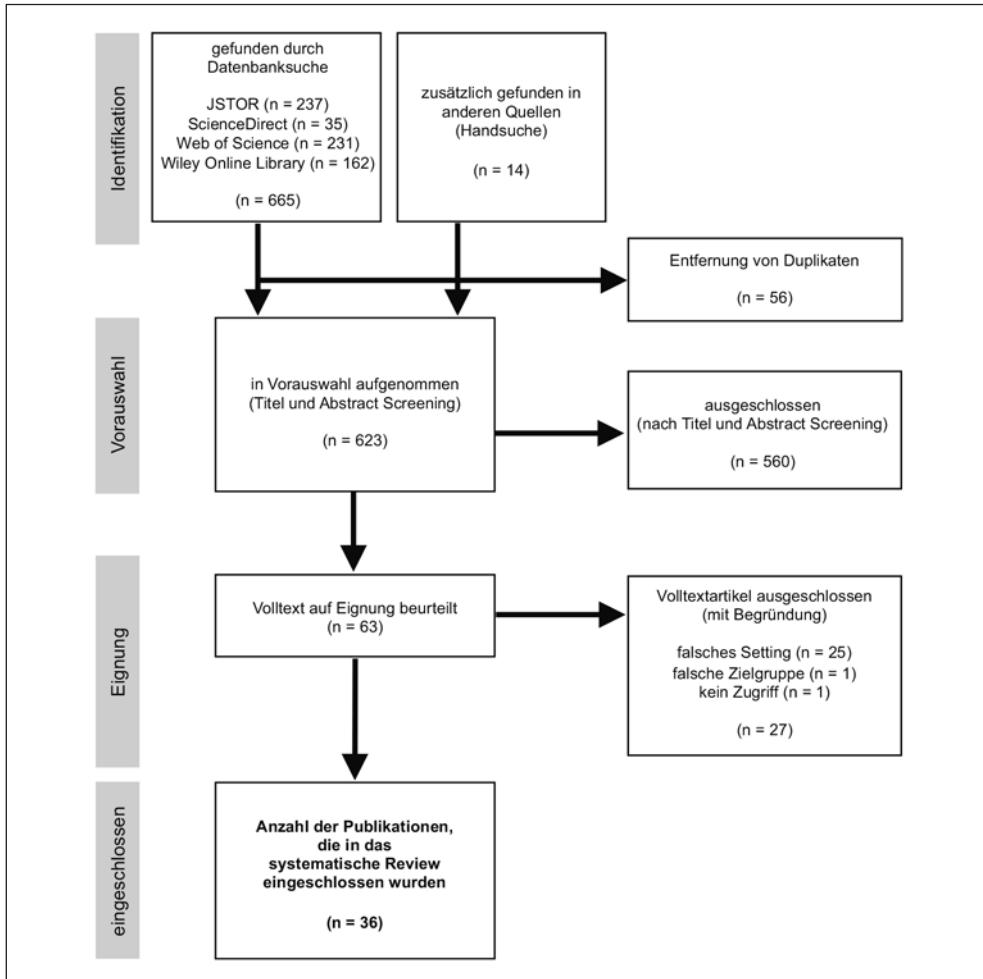 Identifikation
gefunden durch
Datenbanksuche
JSTOR (n = 237)
ScienceDirect (n = 35)
Web of Science (n = 231)
Wiley Online Library (n = 162)
(n = 665)
zusätzlich gefunden in
anderen Quellen
(Handsuche)
(n = 14)
Entfernung von Duplikaten
(n = 56)
Vorauswahl
in Vorauswahl aufgenommen
(Titel und Abstract Screening)
(n = 623)
ausgeschlossen
(nach Titel und Abstract Screening)
(n = 560)
Eignung
Volltext auf Eignung beurteilt
(n = 63)
Volltextartikel ausgeschlossen
(mit Begründung)
falsches Setting (n = 25)
falsche Zielgruppe (n = 1)
kein Zugriff (n = 1)
(n = 27)
eingeschlossen
Anzahl der Publikationen,
die in das
systematische Review
eingeschlossen wurden
(n = 36)